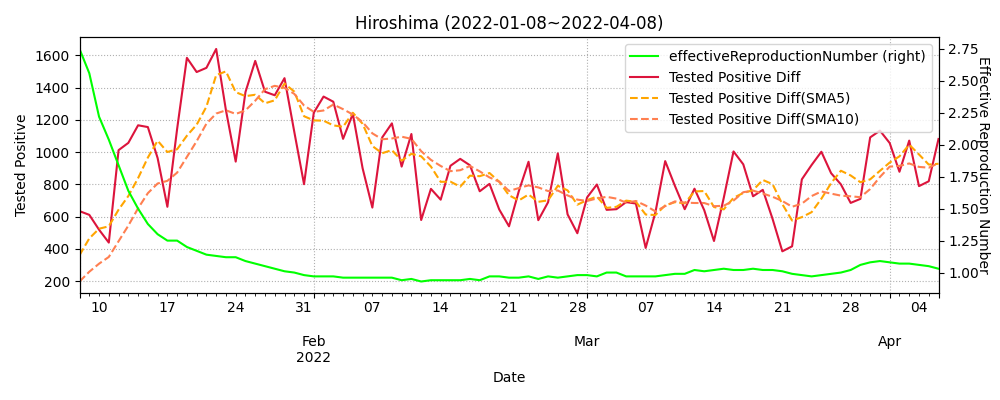 Hiroshima (2022-01-08~2022-04-08)
effectiveReproductionNumber (right)
Tested Positive Diff
Tested Positive Diff(SMA5)
Tested Positive Diff(SMA10)
Tested Positive
1600
1400
1200
1000
800
600
400
200
2.75
2.50
2.25
2.00
1.75
1.50
1.25
1.00
Effective Reproduction Number
10 17 24 31 07 14 21 28 07 14 21 28 04
Feb Mar Apr
2022
Date